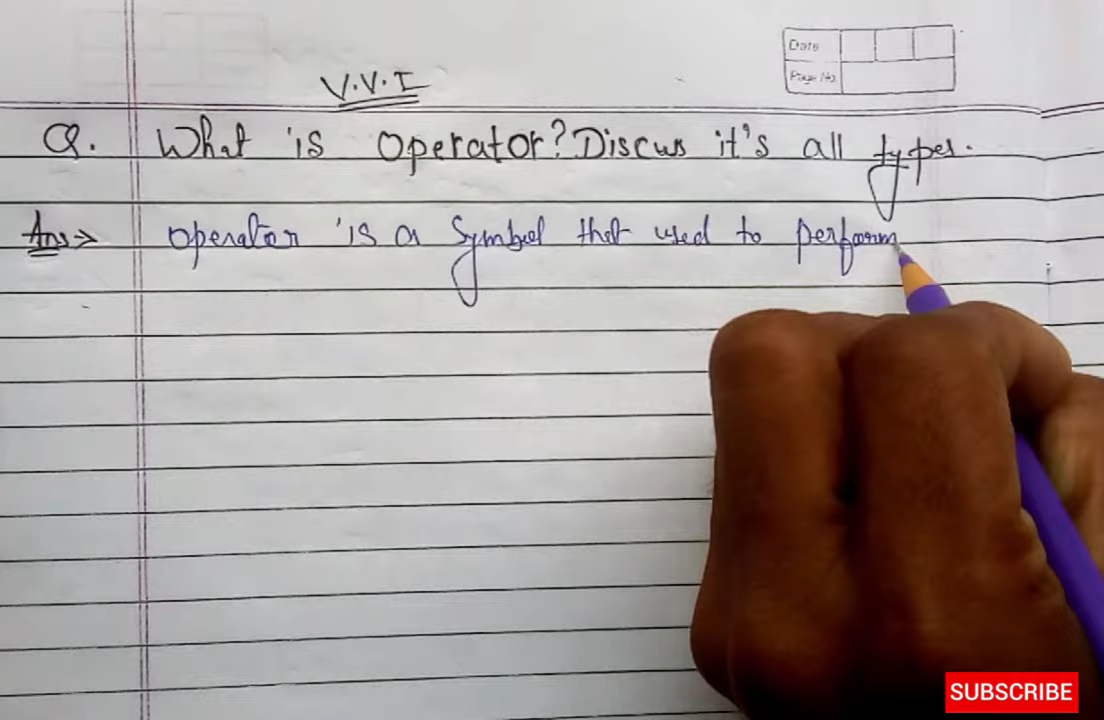 Date
Page No.
V.V.I
Q. What is Operator? Discus it's all types.
Ans→ Operator is a Symbol that used to perform
SUBSCRIBE